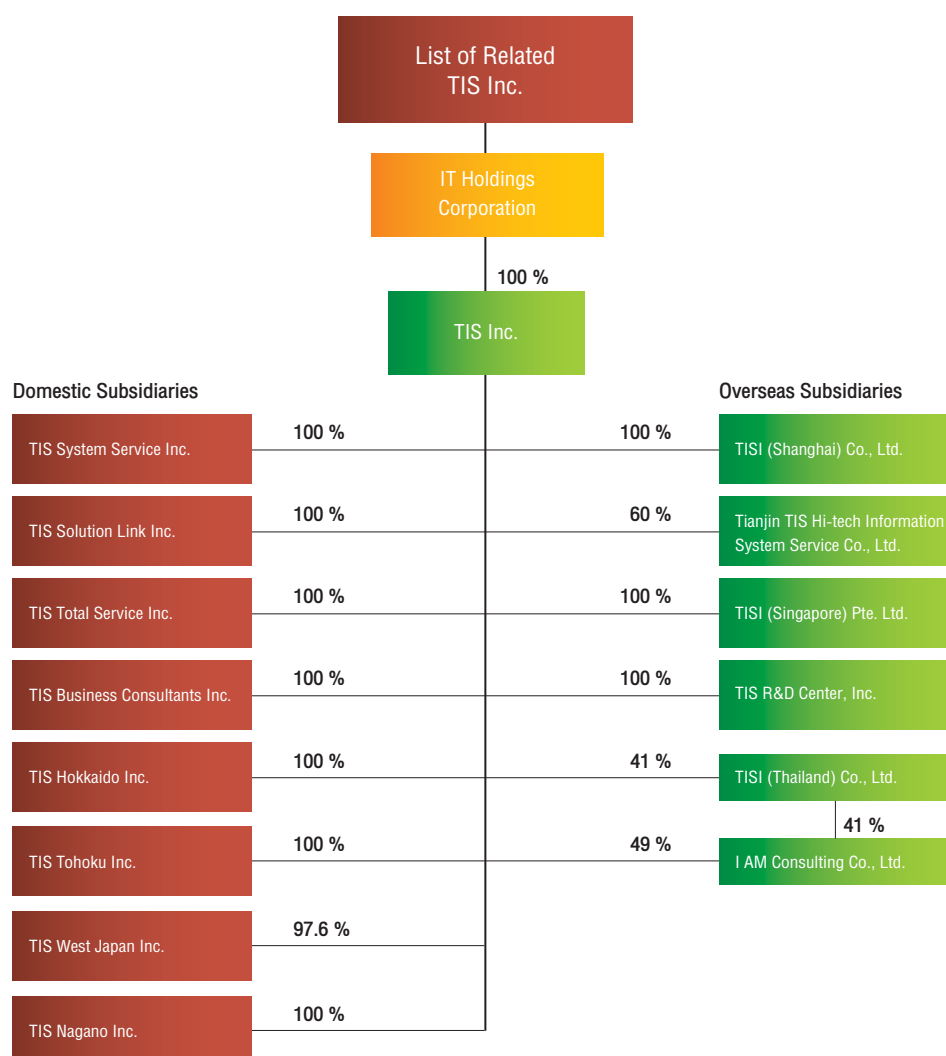 List of Related
TIS Inc.
IT Holdings
Corporation
100 %
TIS Inc.
Domestic Subsidiaries
Overseas Subsidiaries
TIS System Service Inc.
100 %
100 %
TISI (Shanghai) Co., Ltd.
TIS Solution Link Inc.
100 %
60 %
Tianjin TIS Hi-tech Information
System Service Co., Ltd.
TIS Total Service Inc.
100 %
100 %
TISI (Singapore) Pte. Ltd.
TIS Business Consultants Inc.
100 %
100 %
TIS R&D Center, Inc.
TIS Hokkaido Inc.
100 %
41 %
TISI (Thailand) Co., Ltd.
41 %
TIS Tohoku Inc.
100 %
49 %
I AM Consulting Co., Ltd.
TIS West Japan Inc.
97.6 %
TIS Nagano Inc.
100 %